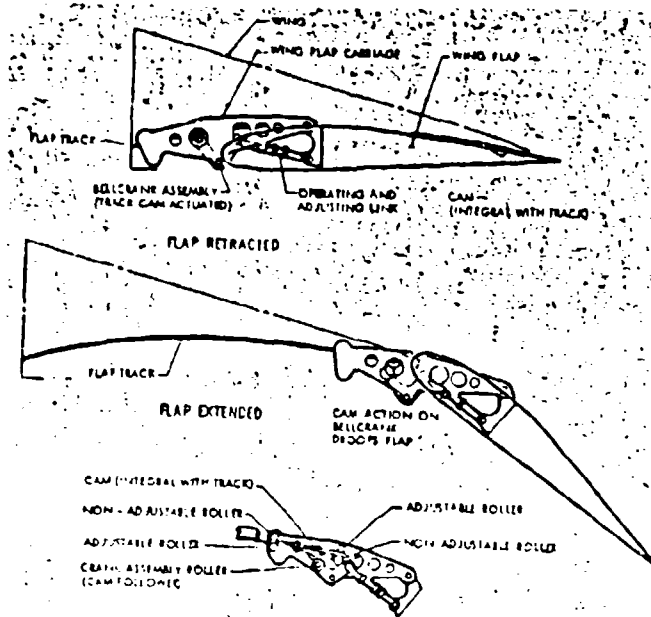 WING
WING FLAP CARRIAGE
WING FLAP
FLAP TRACK
BELLCRANK ASSEMBLY
(TRACK CAM ACTUATED)
OPERATING AND
ADJUSTING LINK
CAM
(INTEGRAL WITH TRACK)
FLAP RETRACTED
FLAP TRACK
FLAP EXTENDED
CAM ACTION ON
BELLCRANK
DROOPS FLAP
CAM (INTEGRAL WITH TRACK)
NON-ADJUSTABLE ROLLER
ADJUSTABLE ROLLER
CRANK ASSEMBLY ROLLER
(CAM FOLLOWER)
ADJUSTABLE ROLLER
NON ADJUSTABLE ROLLER